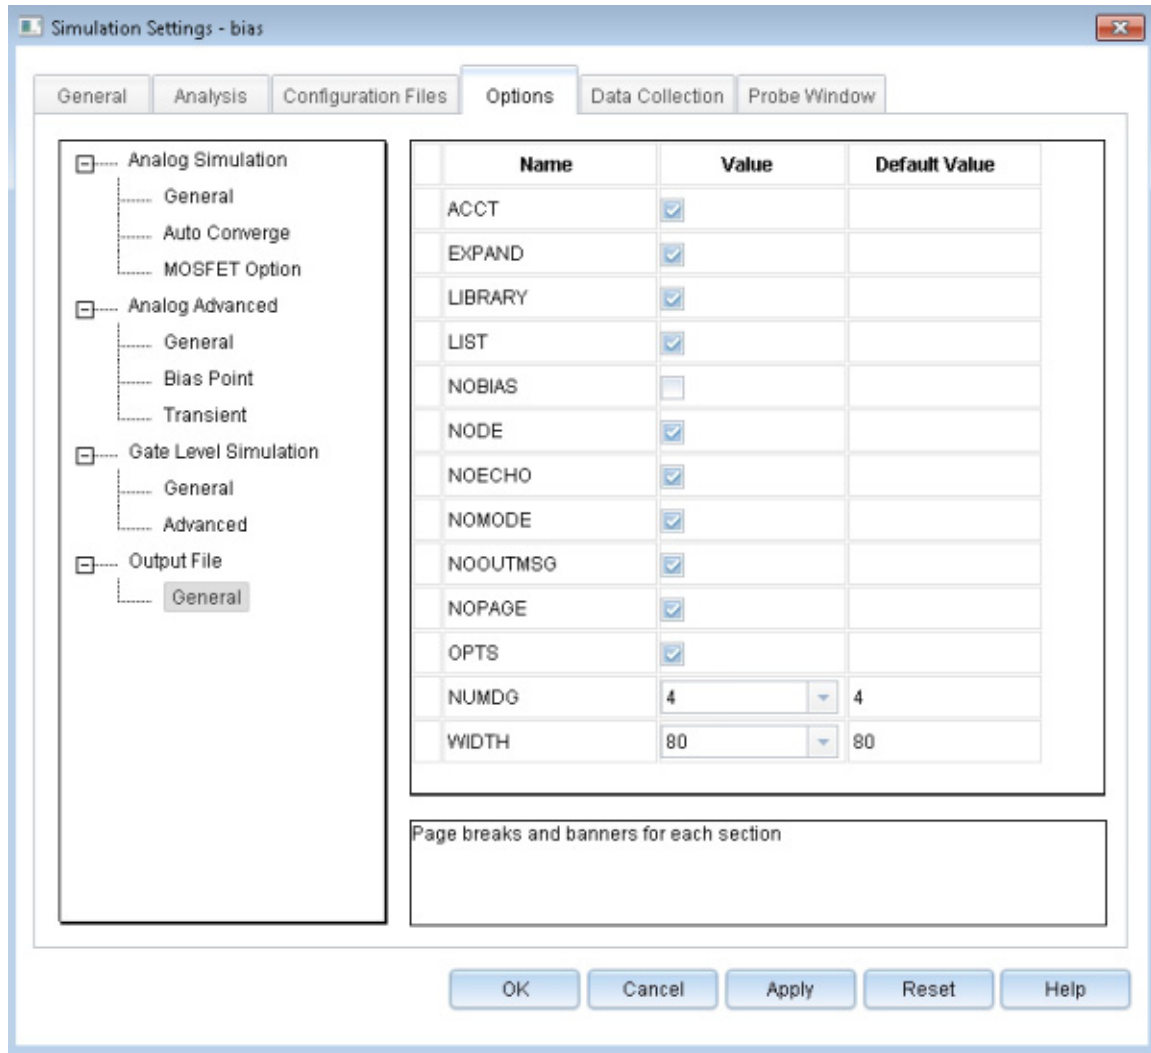 Simulation Settings - bias
General Analysis Configuration Files Options Data Collection Probe Window
Analog Simulation
General
Auto Converge
MOSFET Option
Analog Advanced
General
Bias Point
Transient
Gate Level Simulation
General
Advanced
Output File
General
Name Value Default Value
ACCT
EXPAND
LIBRARY
LIST
NOBIAS
NODE
NOECHO
NOMODE
NOOUTMSG
NOPAGE
OPTS
NUMDG 4 4
WIDTH 80 80
Page breaks and banners for each section
OK Cancel Apply Reset Help